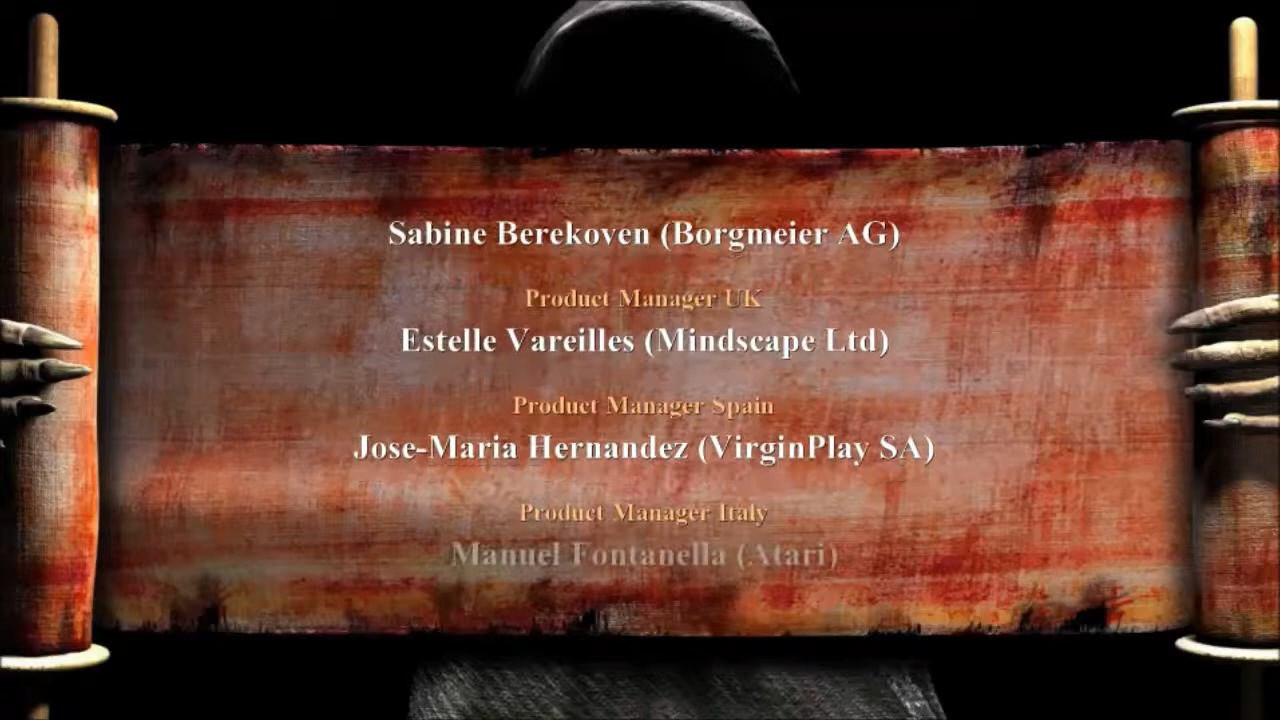 Sabine Berekoven (Borgmeier AG)
Product Manager UK
Estelle Vareilles (Mindscape Ltd)
Product Manager Spain
Jose-Maria Hernandez (VirginPlay SA)
Product Manager Italy
Manuel Fontanella (Atari)